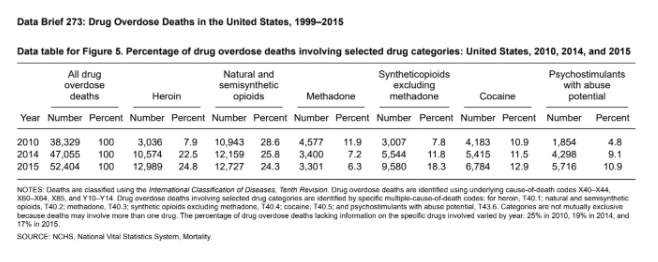 Data Brief 273: Drug Overdose Deaths in the United States, 1999–2015
Data table for Figure 5. Percentage of drug overdose deaths involving selected drug categories: United States, 2010, 2014, and 2015
All drug overdose deaths Heroin Natural and semisynthetic opioids Methadone Syntheticopioids excluding methadone Cocaine Psychostimulants with abuse potential
Year Number Percent Number Percent Number Percent Number Percent Number Percent Number Percent Number Percent
2010 38,329 100 3,036 7.9 10,943 28.6 4,577 11.9 3,007 7.8 4,183 10.9 1,854 4.8
2014 47,055 100 10,574 22.5 12,159 25.8 3,400 7.2 5,544 11.8 5,415 11.5 4,298 9.1
2015 52,404 100 12,989 24.8 12,727 24.3 3,301 6.3 9,580 18.3 6,784 12.9 5,716 10.9
NOTES: Deaths are classified using the International Classification of Diseases, Tenth Revision. Drug overdose deaths are identified using underlying cause-of-death codes X40–X44,
X60–X64, X85, and Y10–Y14. Drug overdose deaths involving selected drug categories are identified by specific multiple-cause-of-death codes: for heroin, T40.1; natural and semisynthetic
opioids, T40.2; methadone, T40.3; synthetic opioids excluding methadone, T40.4; cocaine, T40.5; and psychostimulants with abuse potential, T43.6. Categories are not mutually exclusive
because deaths may involve more than one drug. The percentage of drug overdose deaths lacking information on the specific drugs involved varied by year: 25% in 2010, 19% in 2014, and
17% in 2015.
SOURCE: NCHS, National Vital Statistics System, Mortality.